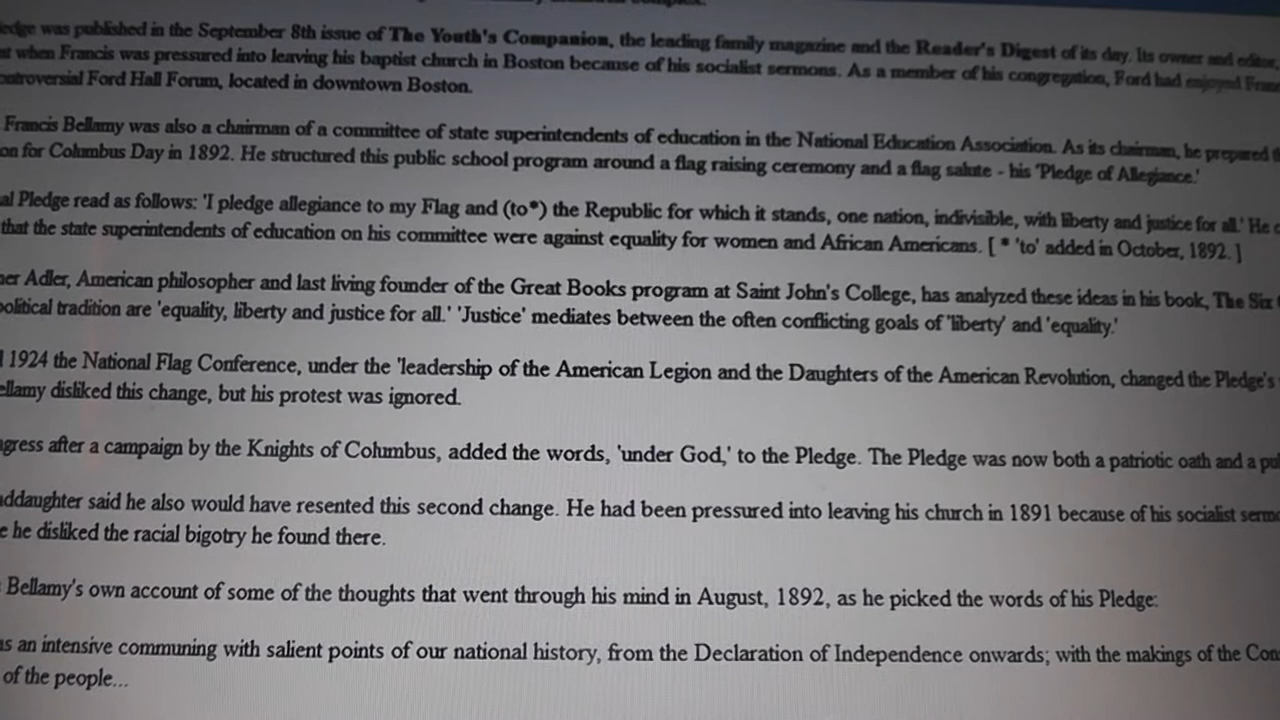 edge was published in the September 8th issue of The Youth's Companion, the leading family magazine and the Reader's Digest of its day. Its owner and editor,
at when Francis was pressured into leaving his baptist church in Boston because of his socialist sermons. As a member of his congregation, Ford had enjoyed Fran
ontroversial Ford Hall Forum, located in downtown Boston.
Francis Bellamy was also a chairman of a committee of state superintendents of education in the National Education Association. As its chairman, he prepared t
on for Columbus Day in 1892. He structured this public school program around a flag raising ceremony and a flag salute - his 'Pledge of Allegiance.'
al Pledge read as follows: 'I pledge allegiance to my Flag and (to*) the Republic for which it stands, one nation, indivisible, with liberty and justice for all.' He
that the state superintendents of education on his committee were against equality for women and African Americans. [ * 'to' added in October, 1892. ]
er Adler, American philosopher and last living founder of the Great Books program at Saint John's College, has analyzed these ideas in his book, The Six
political tradition are 'equality, liberty and justice for all.' 'Justice' mediates between the often conflicting goals of 'liberty' and 'equality.'
1924 the National Flag Conference, under the 'leadership of the American Legion and the Daughters of the American Revolution, changed the Pledge's
ellamy disliked this change, but his protest was ignored.
gress after a campaign by the Knights of Columbus, added the words, 'under God,' to the Pledge. The Pledge was now both a patriotic oath and a pu
ddaughter said he also would have resented this second change. He had been pressured into leaving his church in 1891 because of his socialist serm
e he disliked the racial bigotry he found there.
Bellamy's own account of some of the thoughts that went through his mind in August, 1892, as he picked the words of his Pledge:
as an intensive communing with salient points of our national history, from the Declaration of Independence onwards; with the makings of the Con
of the people...